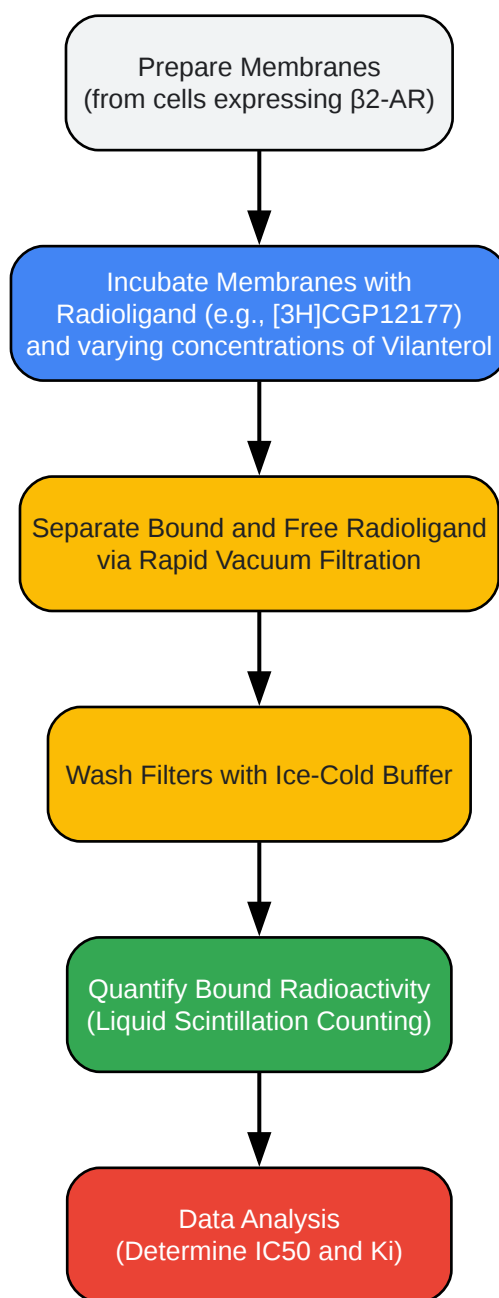 Prepare Membranes
(from cells expressing β2-AR)
Incubate Membranes with
Radioligand (e.g., [3H]CGP12177)
and varying concentrations of Vilanterol
Separate Bound and Free Radioligand
via Rapid Vacuum Filtration
Wash Filters with Ice-Cold Buffer
Quantify Bound Radioactivity
(Liquid Scintillation Counting)
Data Analysis
(Determine IC50 and Ki)